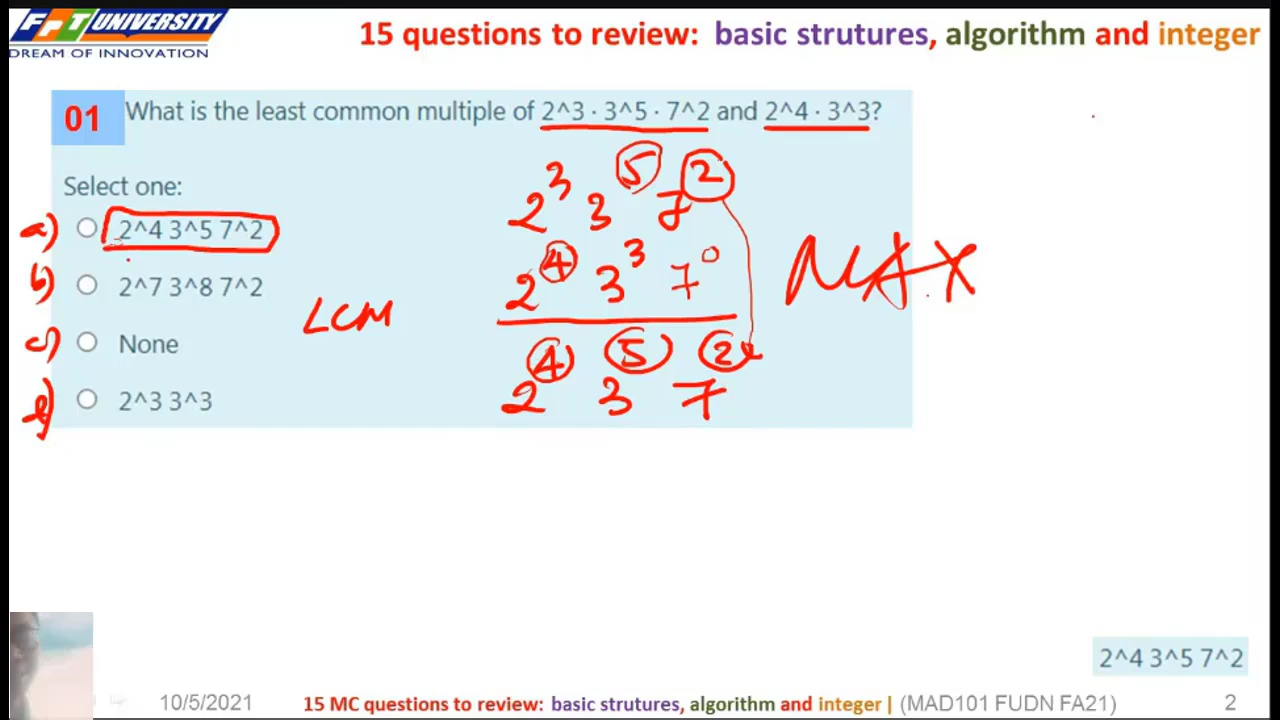 FPT UNIVERSITY
DREAM OF INNOVATION
15 questions to review: basic strutures, algorithm and integer
01 What is the least common multiple of 2^3 · 3^5 · 7^2 and 2^4 · 3^3?
Select one:
a) 2^4 3^5 7^2
b) 2^7 3^8 7^2
c) None
2^3 3^3
2^3 3^5 7^2
2^4 3^3 7^0
2^4 3^5 7^2
LCM
MAX
2^4 3^5 7^2
10/5/2021
15 MC questions to review: basic strutures, algorithm and integer | (MAD101 FUDN FA21)
2